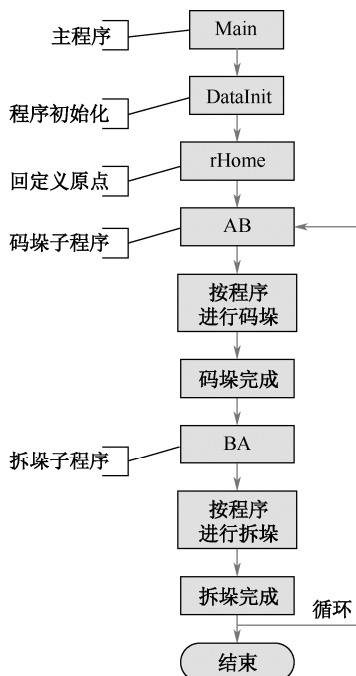 主程序
Main
程序初始化
DataInit
回定义原点
rHome
码垛子程序
AB
按程序
进行码垛
码垛完成
拆垛子程序
BA
按程序
进行拆垛
拆垛完成
循环
结束